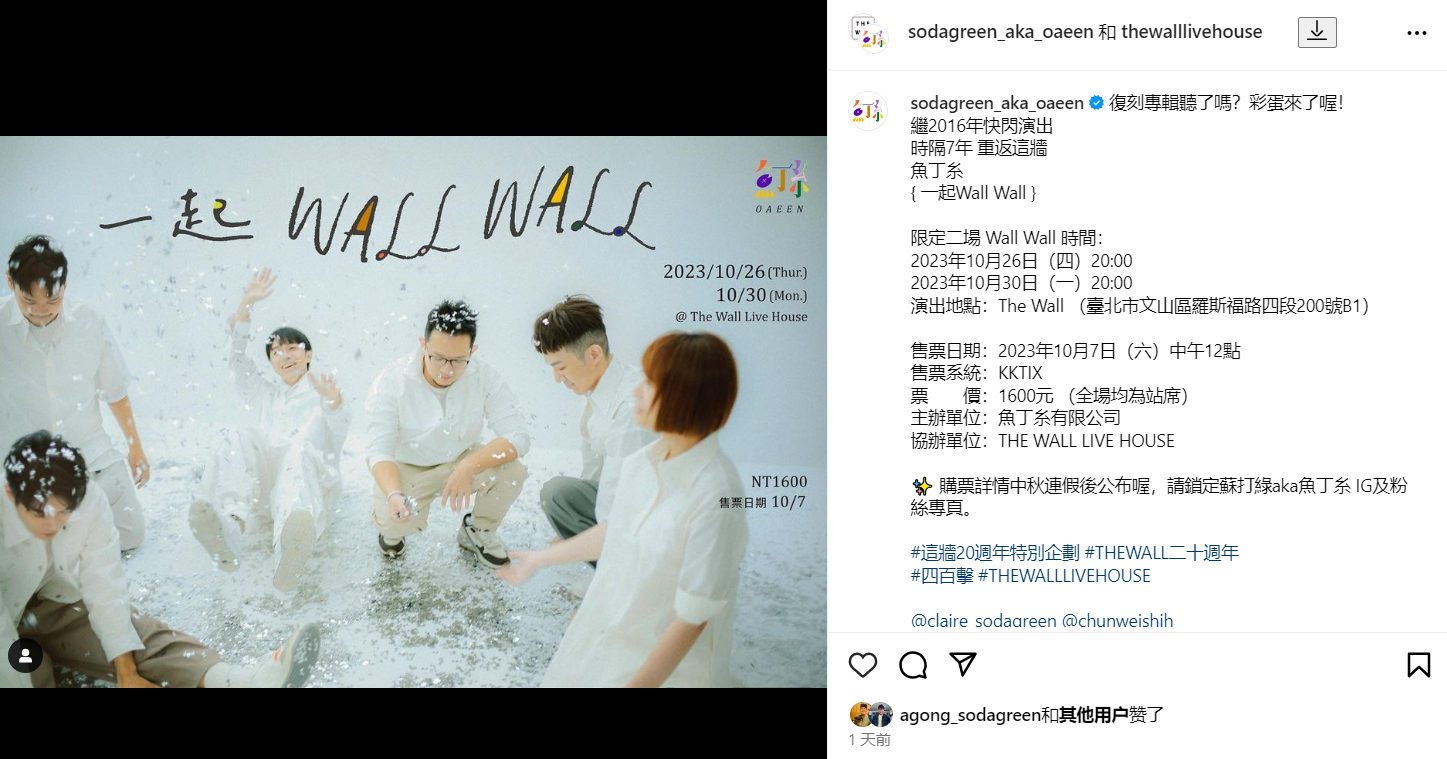 一起 WALL WALL
OAEEN
2023/10/26 (Thur.)
10/30 (Mon.)
@ The Wall Live House
NT1600
售票日期 10/7
sodagreen_aka_oaeen 和 thewalllivehouse
sodagreen_aka_oaeen 復刻專輯聽了嗎？彩蛋來了喔！
繼2016年快閃演出
時隔7年 重返這牆
魚丁糸
{ 一起Wall Wall }
限定二場 Wall Wall 時間：
2023年10月26日（四）20:00
2023年10月30日（一）20:00
演出地點：The Wall （臺北市文山區羅斯福路四段200號B1）
售票日期：2023年10月7日（六）中午12點
售票系統：KKTIX
票　　價：1600元 （全場均為站席）
主辦單位：魚丁糸有限公司
協辦單位：THE WALL LIVE HOUSE
✨ 購票詳情中秋連假後公布喔，請鎖定蘇打綠aka魚丁糸 IG及粉
絲專頁。
#這牆20週年特別企劃 #THEWALL二十週年
#四百擊 #THEWALLLIVEHOUSE
@claire_sodagreen @chunweishih
agong_sodagreen和其他用户赞了
1 天前